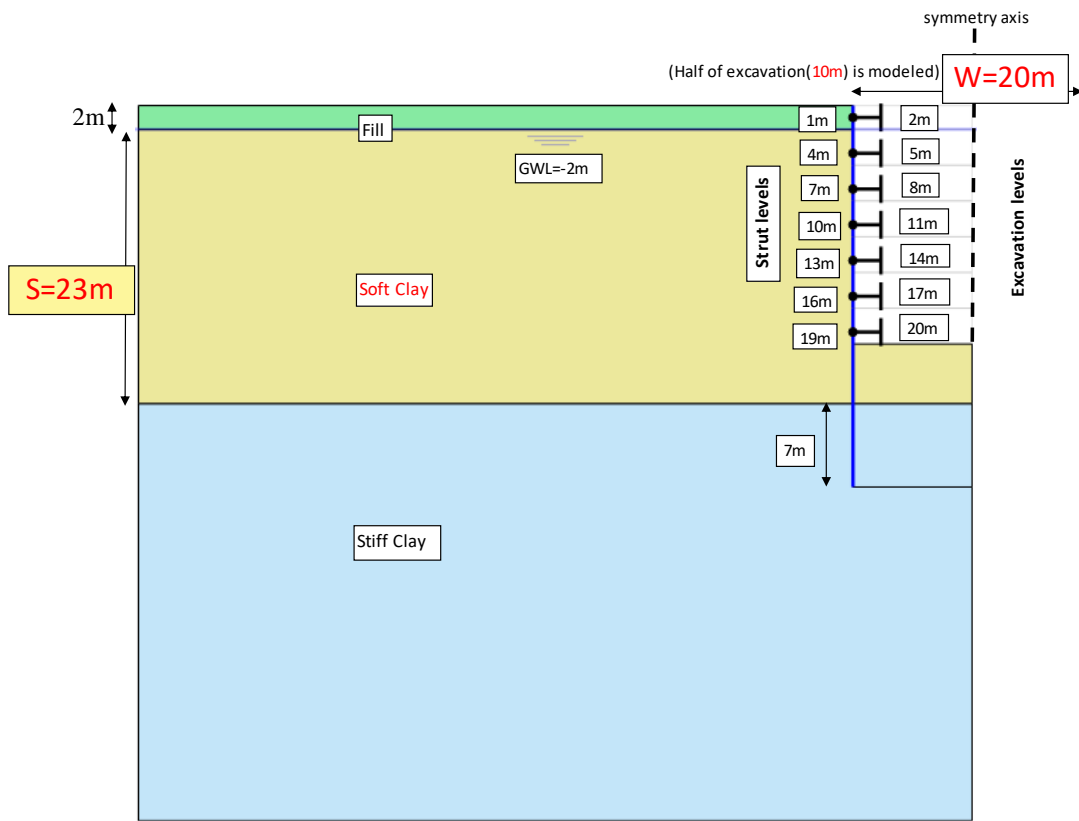 symmetry axis
(Half of excavation(10m) is modeled)
W=20m
2m
Fill
1m
2m
GWL=-2m
4m
5m
7m
8m
10m
11m
13m
14m
16m
17m
19m
20m
Strut levels
Excavation levels
S=23m
Soft Clay
7m
Stiff Clay